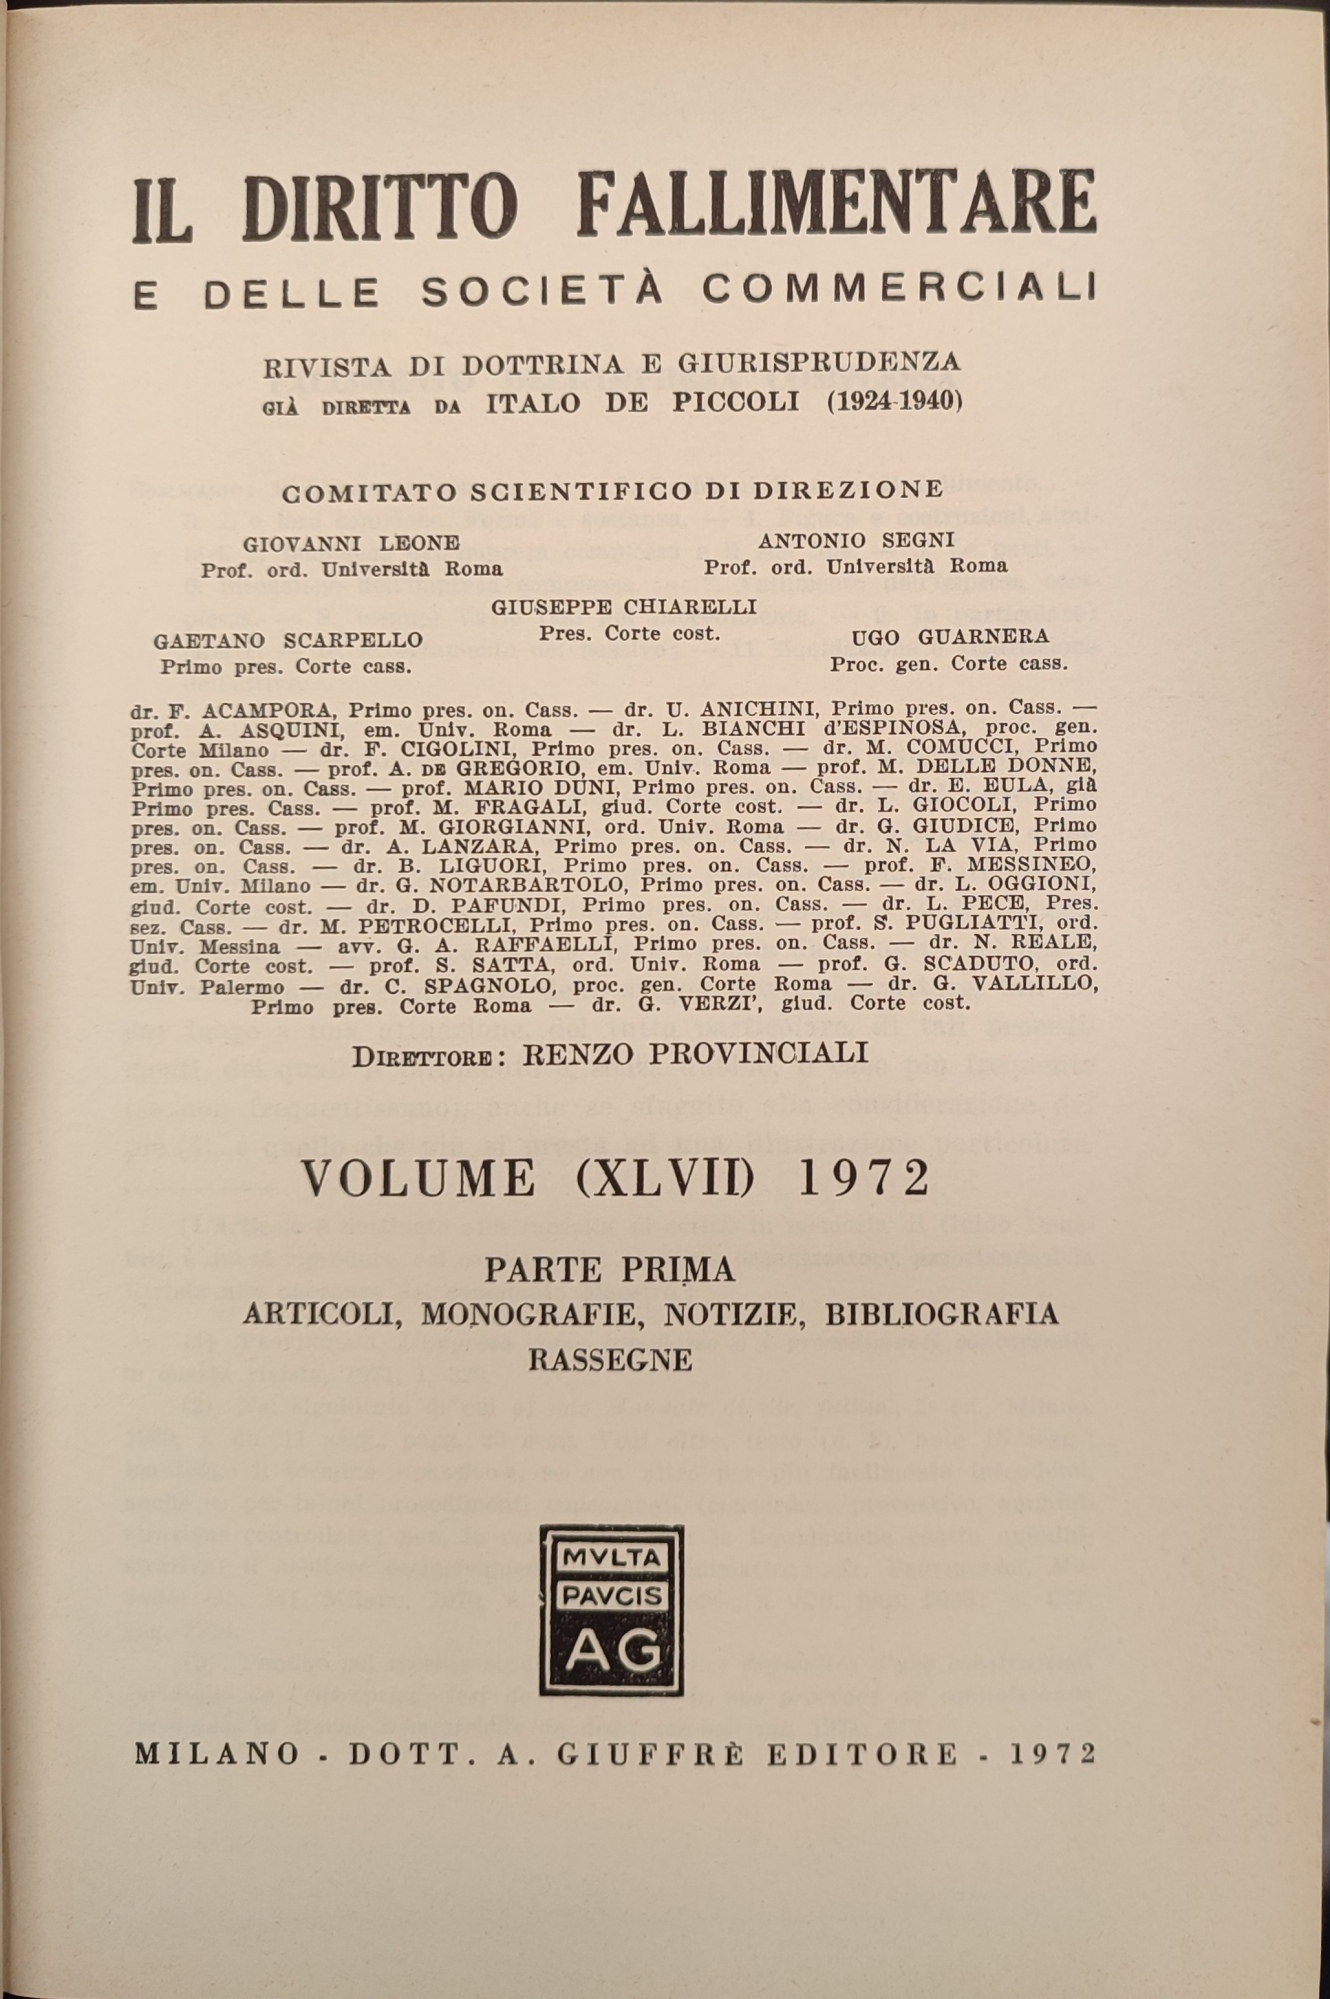 IL DIRITTO FALLIMENTARE
E DELLE SOCIETÀ COMMERCIALI
RIVISTA DI DOTTRINA E GIURISPRUDENZA
GIÀ DIRETTA DA ITALO DE PICCOLI (1924-1940)
COMITATO SCIENTIFICO DI DIREZIONE
GIOVANNI LEONE
Prof. ord. Università Roma
ANTONIO SEGNI
Prof. ord. Università Roma
GIUSEPPE CHIARELLI
Pres. Corte cost.
GAETANO SCARPELLO
Primo pres. Corte cass.
UGO GUARNERA
Proc. gen. Corte cass.
dr. F. ACAMPORA, Primo pres. on. Cass. — dr. U. ANICHINI, Primo pres. on. Cass. —
prof. A. ASQUINI, em. Univ. Roma — dr. L. BIANCHI d'ESPINOSA, proc. gen.
Corte Milano — dr. F. CIGOLINI, Primo pres. on. Cass. — dr. M. COMUCCI, Primo
pres. on. Cass. — prof. A. DE GREGORIO, em. Univ. Roma — prof. M. DELLE DONNE,
Primo pres. on. Cass. — prof. MARIO DUNI, Primo pres. on. Cass. — dr. E. EULA, già
Primo pres. Cass. — prof. M. FRAGALI, giud. Corte cost. — dr. L. GIOCOLI, Primo
pres. on. Cass. — prof. M. GIORGIANNI, ord. Univ. Roma — dr. G. GIUDICE, Primo
pres. on. Cass. — dr. A. LANZARA, Primo pres. on. Cass. — dr. N. LA VIA, Primo
pres. on. Cass. — dr. B. LIGUORI, Primo pres. on. Cass. — prof. F. MESSINEO,
em. Univ. Milano — dr. G. NOTARBARTOLO, Primo pres. on. Cass. — dr. L. OGGIONI,
giud. Corte cost. — dr. D. PAFUNDI, Primo pres. on. Cass. — dr. L. PECE, Pres.
sez. Cass. — dr. M. PETROCELLI, Primo pres. on. Cass. — prof. S. PUGLIATTI, ord.
Univ. Messina — avv. G. A. RAFFAELLI, Primo pres. on. Cass. — dr. N. REALE,
giud. Corte cost. — prof. S. SATTA, ord. Univ. Roma — prof. G. SCADUTO, ord.
Univ. Palermo — dr. C. SPAGNOLO, proc. gen. Corte Roma — dr. G. VALLILLO,
Primo pres. Corte Roma — dr. G. VERZI', giud. Corte cost.
DIRETTORE: RENZO PROVINCIALI
VOLUME (XLVII) 1972
PARTE PRIMA
ARTICOLI, MONOGRAFIE, NOTIZIE, BIBLIOGRAFIA
RASSEGNE
MVLTA
PAVCIS
AG
MILANO - DOTT. A. GIUFFRÈ EDITORE - 1972